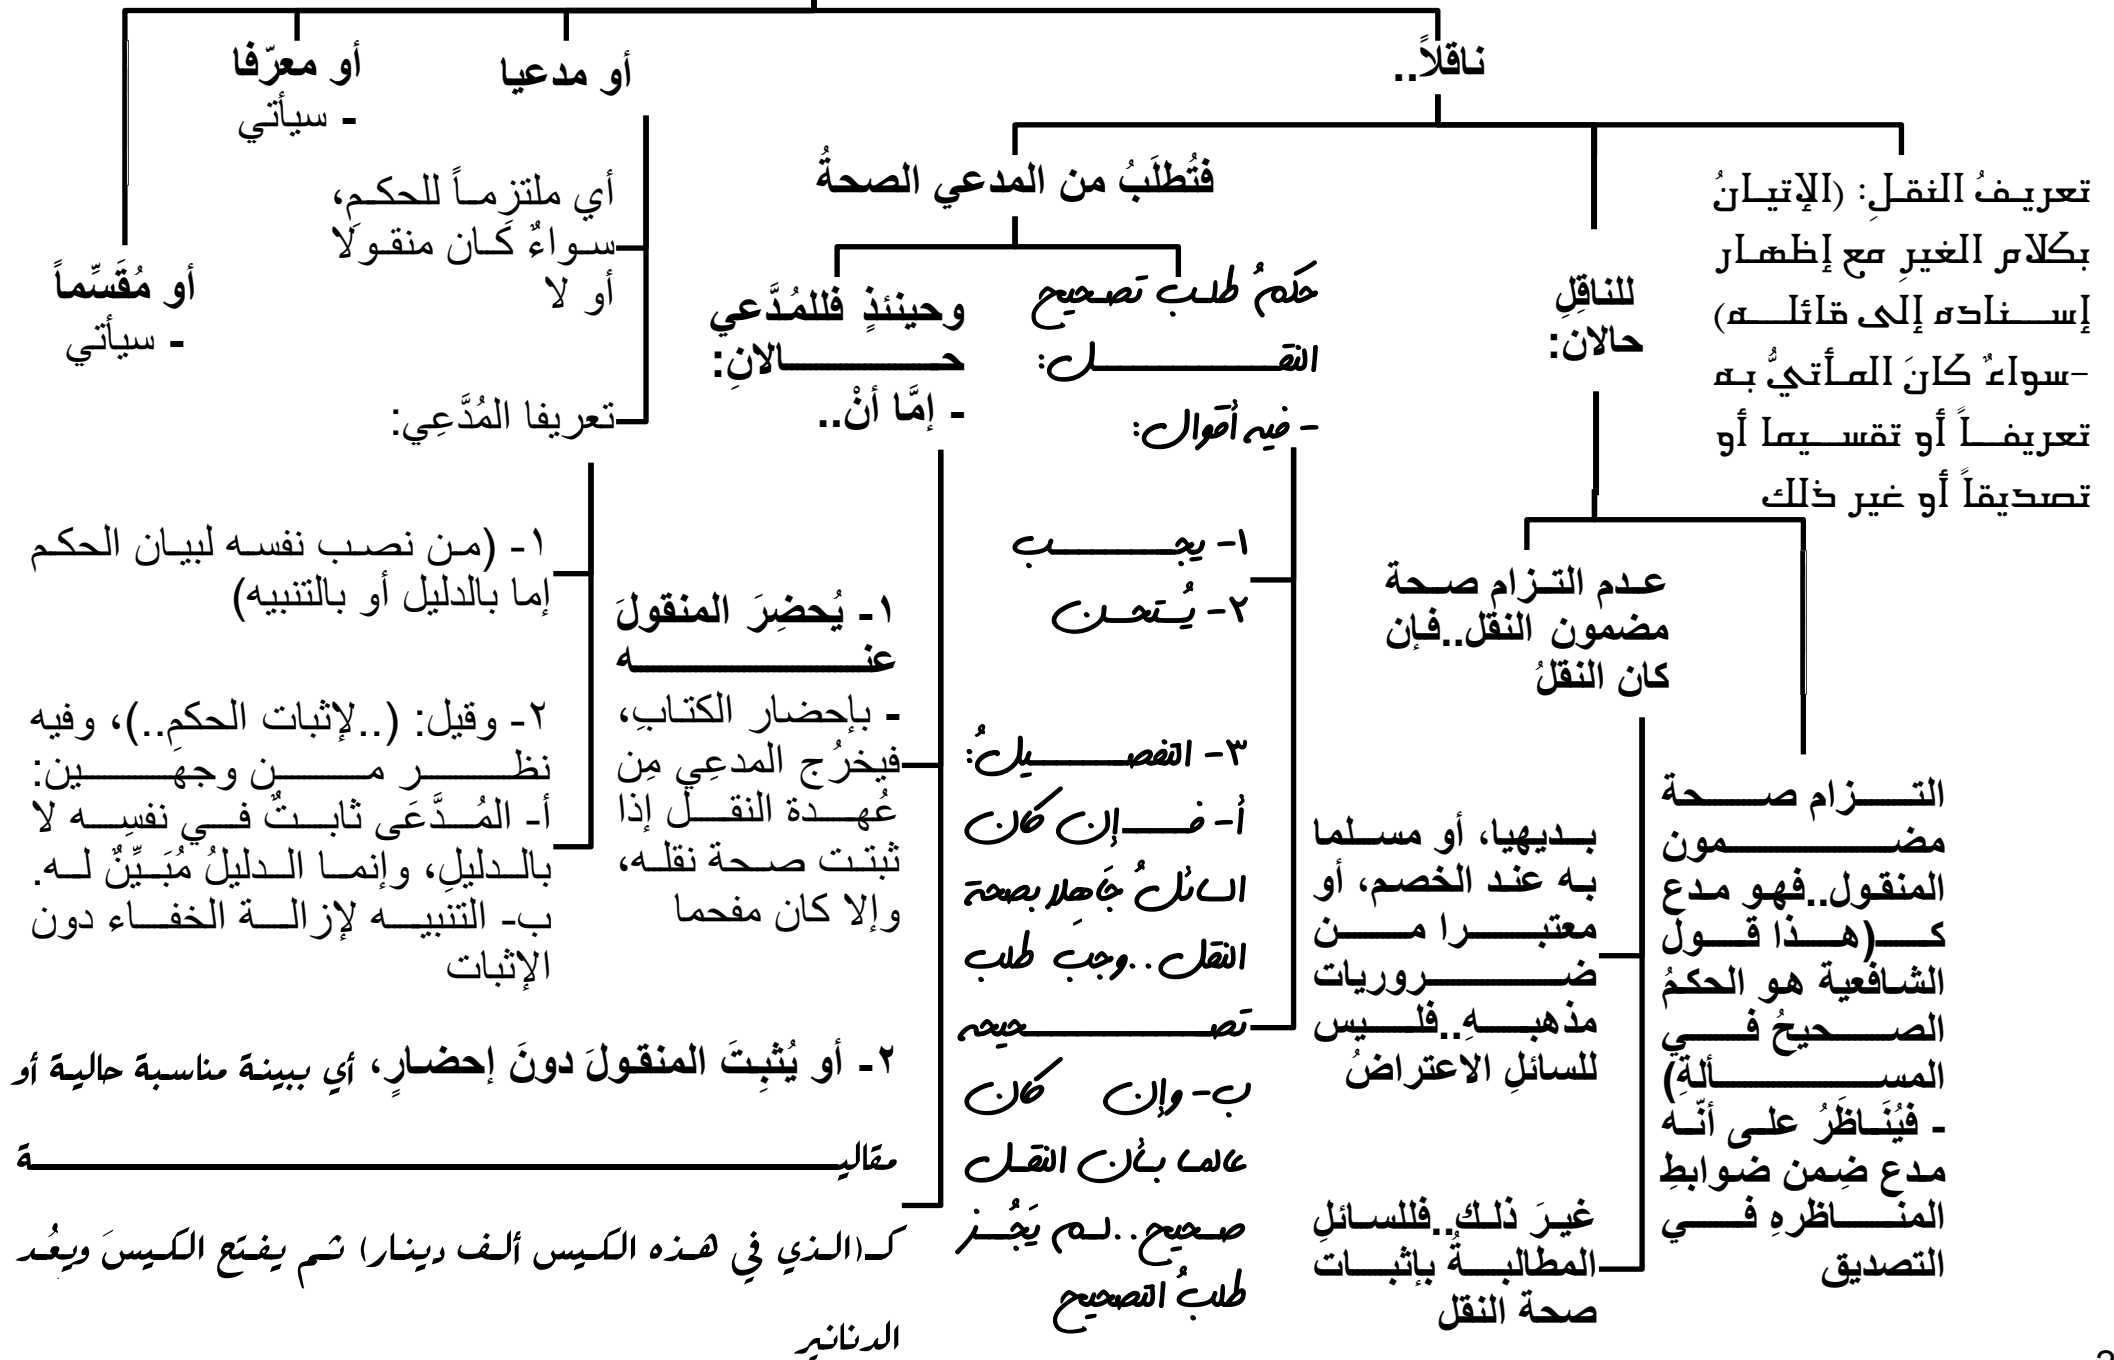 ناقلاً..
تعريفُ النقلِ: (الإتيانُ
بكلام الغيرِ مع إظهار
إسناده إلى قائله)
-سواءٌ كانَ المأتيُّ به
تعريفاً أو تقسيما أو
تصديقاً أو غير ذلك
للناقِلِ
حالان:
التزام صحة
مضمون
المنقول..فهو مدع
كـ(هذا قول
الشافعية هو الحكمُ
الصحيحُ في
المسألةِ)
- فيُنَاظَرُ على أنّه
مدع ضِمن ضوابطِ
المناظرهِ في
التصديق
عدم التزام صحة
مضمون النقل..فإن
كان النقلُ
بديهيا، أو مسلما
به عند الخصم، أو
معتبرا من
ضروريات
مذهبهِ..فليس
للسائلِ الاعتراضُ
غيرَ ذلك..فللسائلِ
المطالبةُ بإثبات
صحة النقل
فتُطلَبُ من المدعي الصحةُ
حكمُ طلب تصحيح
النقل:
- فيه أقوال:
١- يجب
٢- يُستحسن
٣- التفصيلُ:
أ- فإن كان
السائلُ جَاهِلا بصحة
النقل..وجب طلب
تصحيحه
ب- وإن كان
عالما بأن النقل
صحيح..لم يَجُز
طلبُ التصحيح
وحينئذٍ فللمُدَّعي
حالانِ:
- إمَّا أنْ..
١- يُحضِرَ المنقولَ
عنه
- بإحضار الكتابِ،
فيخرُج المدعِي مِن
عُهدة النقل إذا
ثبتت صحة نقله،
وإلا كان مفحما
٢- أو يُثبِتَ المنقولَ دونَ إحضارٍ، أي ببينة مناسبة حالية أو
مقالية
كـ(الذي في هذه الكيس ألف دينار) ثم يفتح الكيسَ ويعُد
الدنانير
أو مدعيا
أي ملتزِماً للحكمِ،
سواءٌ كَان منقولا
أو لا
تعريفا المُدَّعِي:
١- (من نصب نفسه لبيان الحكم
إما بالدليل أو بالتنبيه)
٢- وقيل: (..لإثبات الحكمِ..)، وفيه
نظر من وجهين:
أ- المُدَّعَى ثابتٌ في نفسِه لا
بالدليلِ، وإنما الدليلُ مُبَيِّنٌ له.
ب- التنبيه لإزالة الخفاء دون
الإثبات
أو معرّفا
- سيأتي
أو مُقَسِّماً
- سيأتي